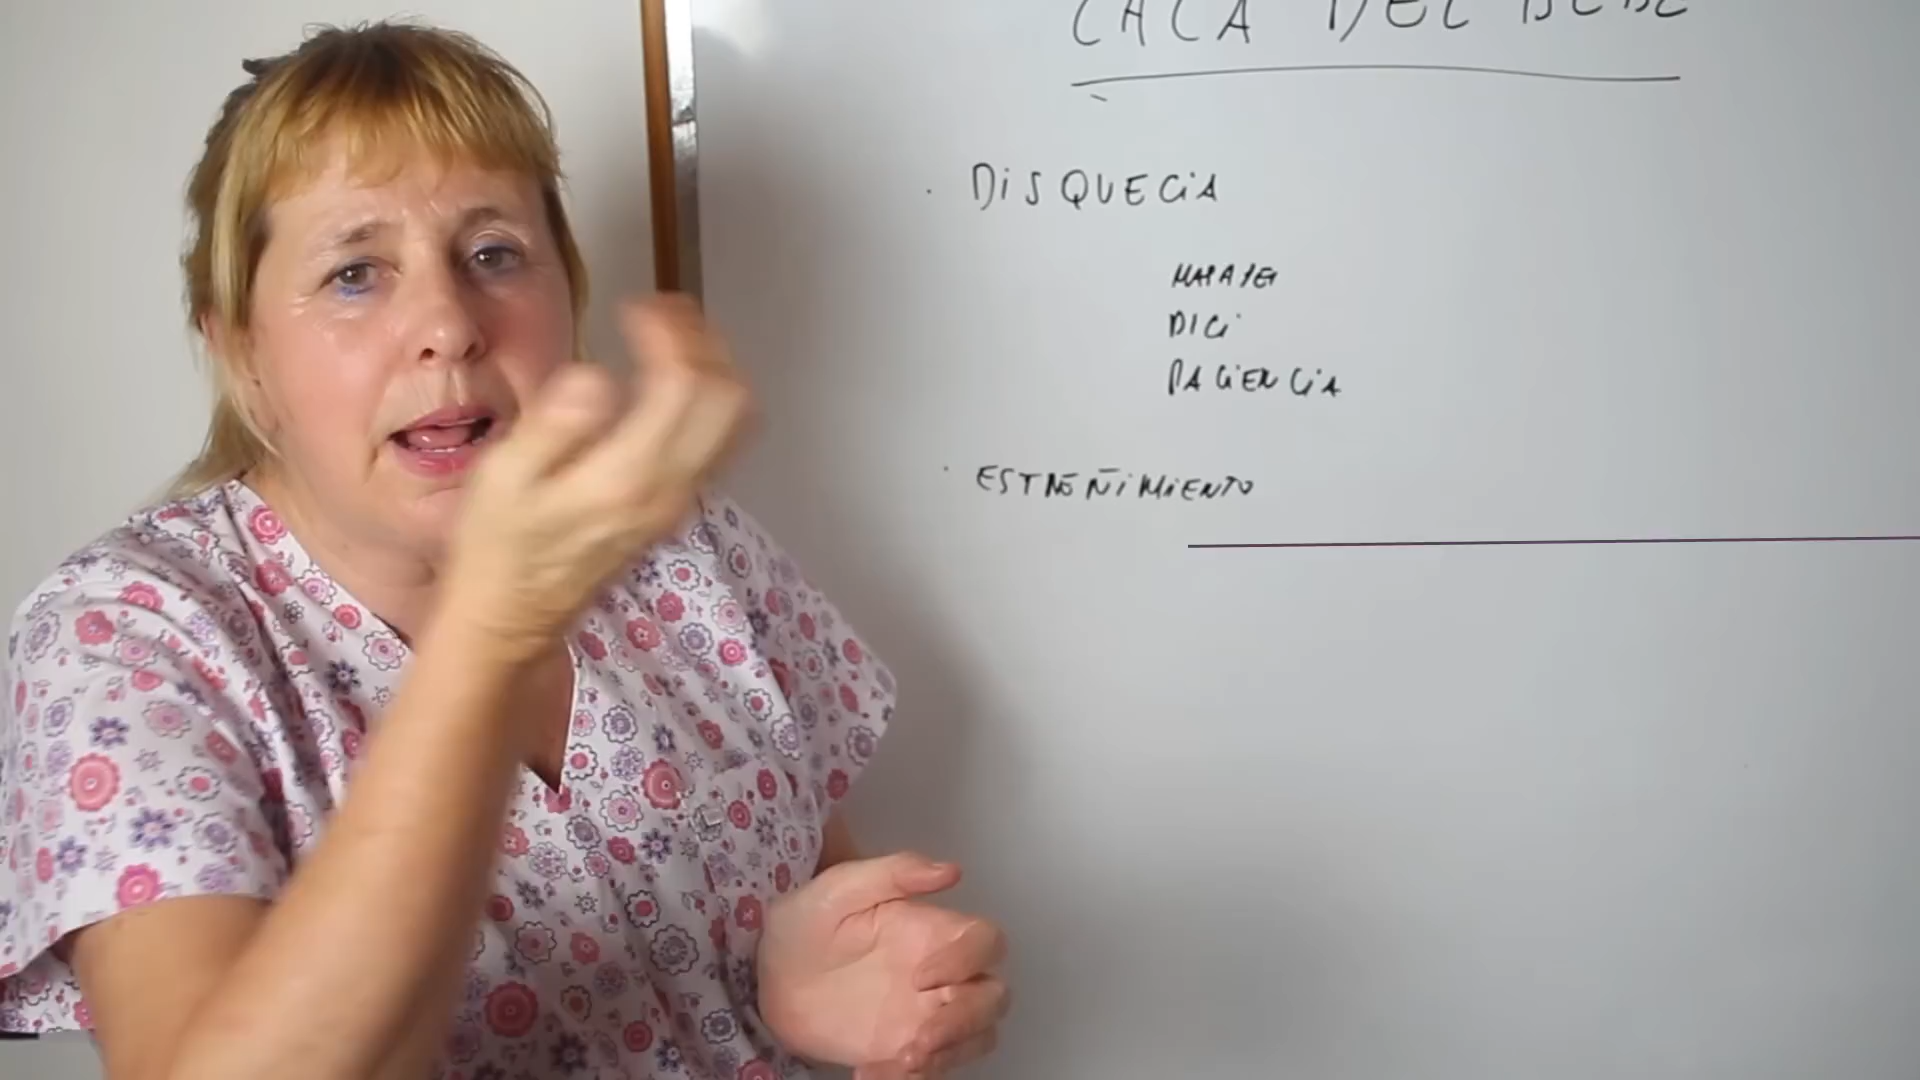 CACA DEL BEBE
· DISQUECIA
MASAJES
DICI
PACIENCIA
· ESTREÑIMIENTO